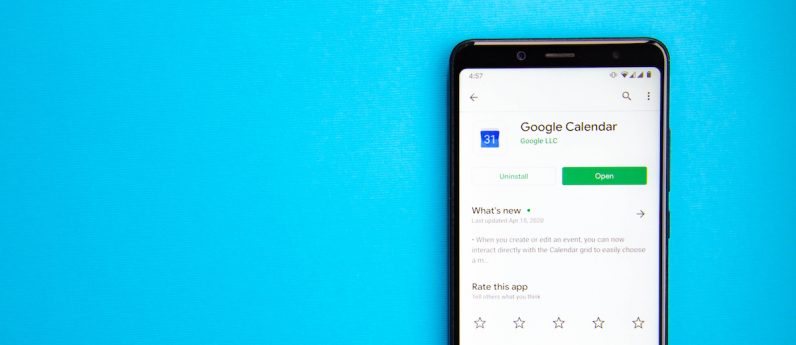 4:57
Google Calendar
31
Google LLC
Uninstall
Open
What's new
Last updated Apr 15, 2020
• When you create or edit an event, you can now
interact directly with the Calendar grid to easily choose
a m...
Rate this app
Tell others what you think